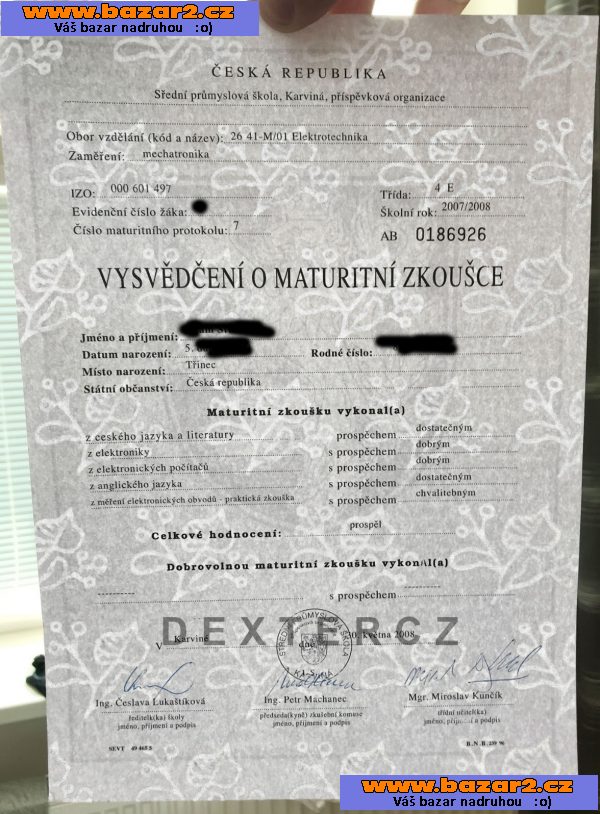 www.bazar2.cz
Váš bazar nadruhou :o)
ČESKÁ REPUBLIKA
Střední průmyslová škola, Karviná, příspěvková organizace
Obor vzdělání (kód a název): 26 41-M/01 Elektrotechnika
Zaměření: mechatronika
IZO: 000 601 497
Třída: 4 E
Evidenční číslo žáka:
Školní rok: 2007/2008
Číslo maturitního protokolu: 7
AB 0186926
VYSVĚDČENÍ O MATURITNÍ ZKOUŠCE
Jméno a příjmení:
Datum narození: 5.
Rodné číslo:
Místo narození: Třinec
Státní občanství: Česká republika
Maturitní zkoušku vykonal(a)
z českého jazyka a literatury prospěchem dostatečným
z elektroniky s prospěchem dobrým
z elektronických počítačů s prospěchem dobrým
z anglického jazyka s prospěchem dostatečným
z měření elektronických obvodů - praktická zkouška s prospěchem chvalitebným
Celkové hodnocení: prospěl
Dobrovolnou maturitní zkoušku vykonal(a)
---------- ----------
s prospěchem
DEXTERCZ
V Karviné dne 30. května 2008
Ing. Česlava Lukaštíková
ředitel(ka) školy
jméno, příjmení a podpis
Ing. Petr Machanec
předseda(kyně) zkušební komise
jméno, příjmení a podpis
Mgr. Miroslav Kunčík
třídní učitel(ka)
jméno, příjmení a podpis
SEVT 49 465 5
B.N.B. 239 96
www.bazar2.cz
Váš bazar nadruhou :o)